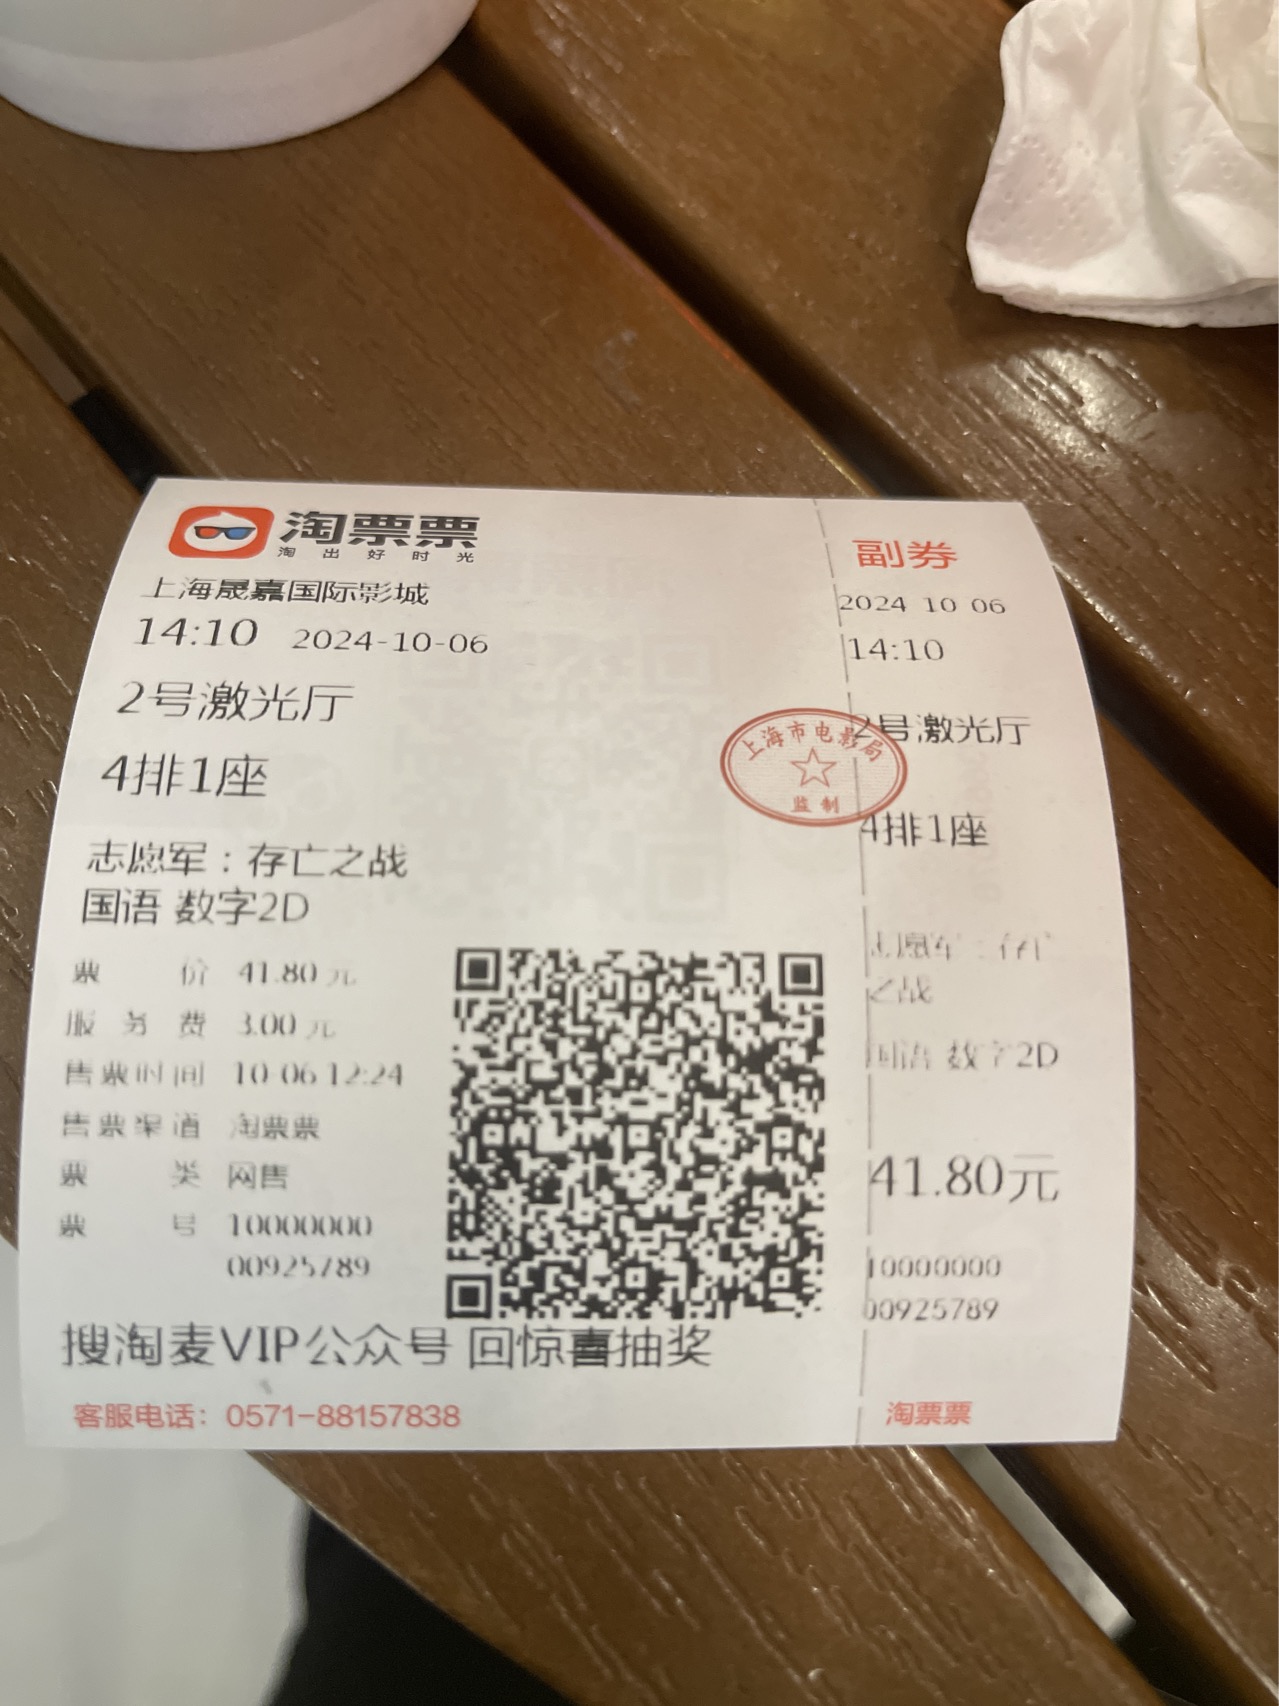 淘票票
淘出好时光
上海晟嘉国际影城
14:10 2024-10-06
2号激光厅
4排1座
志愿军：存亡之战
国语 数字2D
票价 41.80 元
服务费 3.00 元
售票时间 10-06 12:24
售票渠道 淘票票
票类 网售
票号 10000000
00925789
搜淘麦VIP公众号 回惊喜抽奖
客服电话：0571-88157838
上海市电影局
监制
副券
2024 10 06
14:10
2号激光厅
4排1座
志愿军：存亡
之战
国语 数字2D
41.80元
10000000
00925789
淘票票